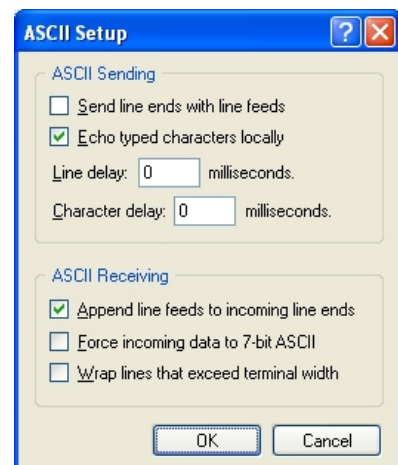 ASCII Setup
ASCII Sending
Send line ends with line feeds
Echo typed characters locally
Line delay: 0 milliseconds.
Character delay: 0 milliseconds.
ASCII Receiving
Append line feeds to incoming line ends
Force incoming data to 7-bit ASCII
Wrap lines that exceed terminal width
OK Cancel